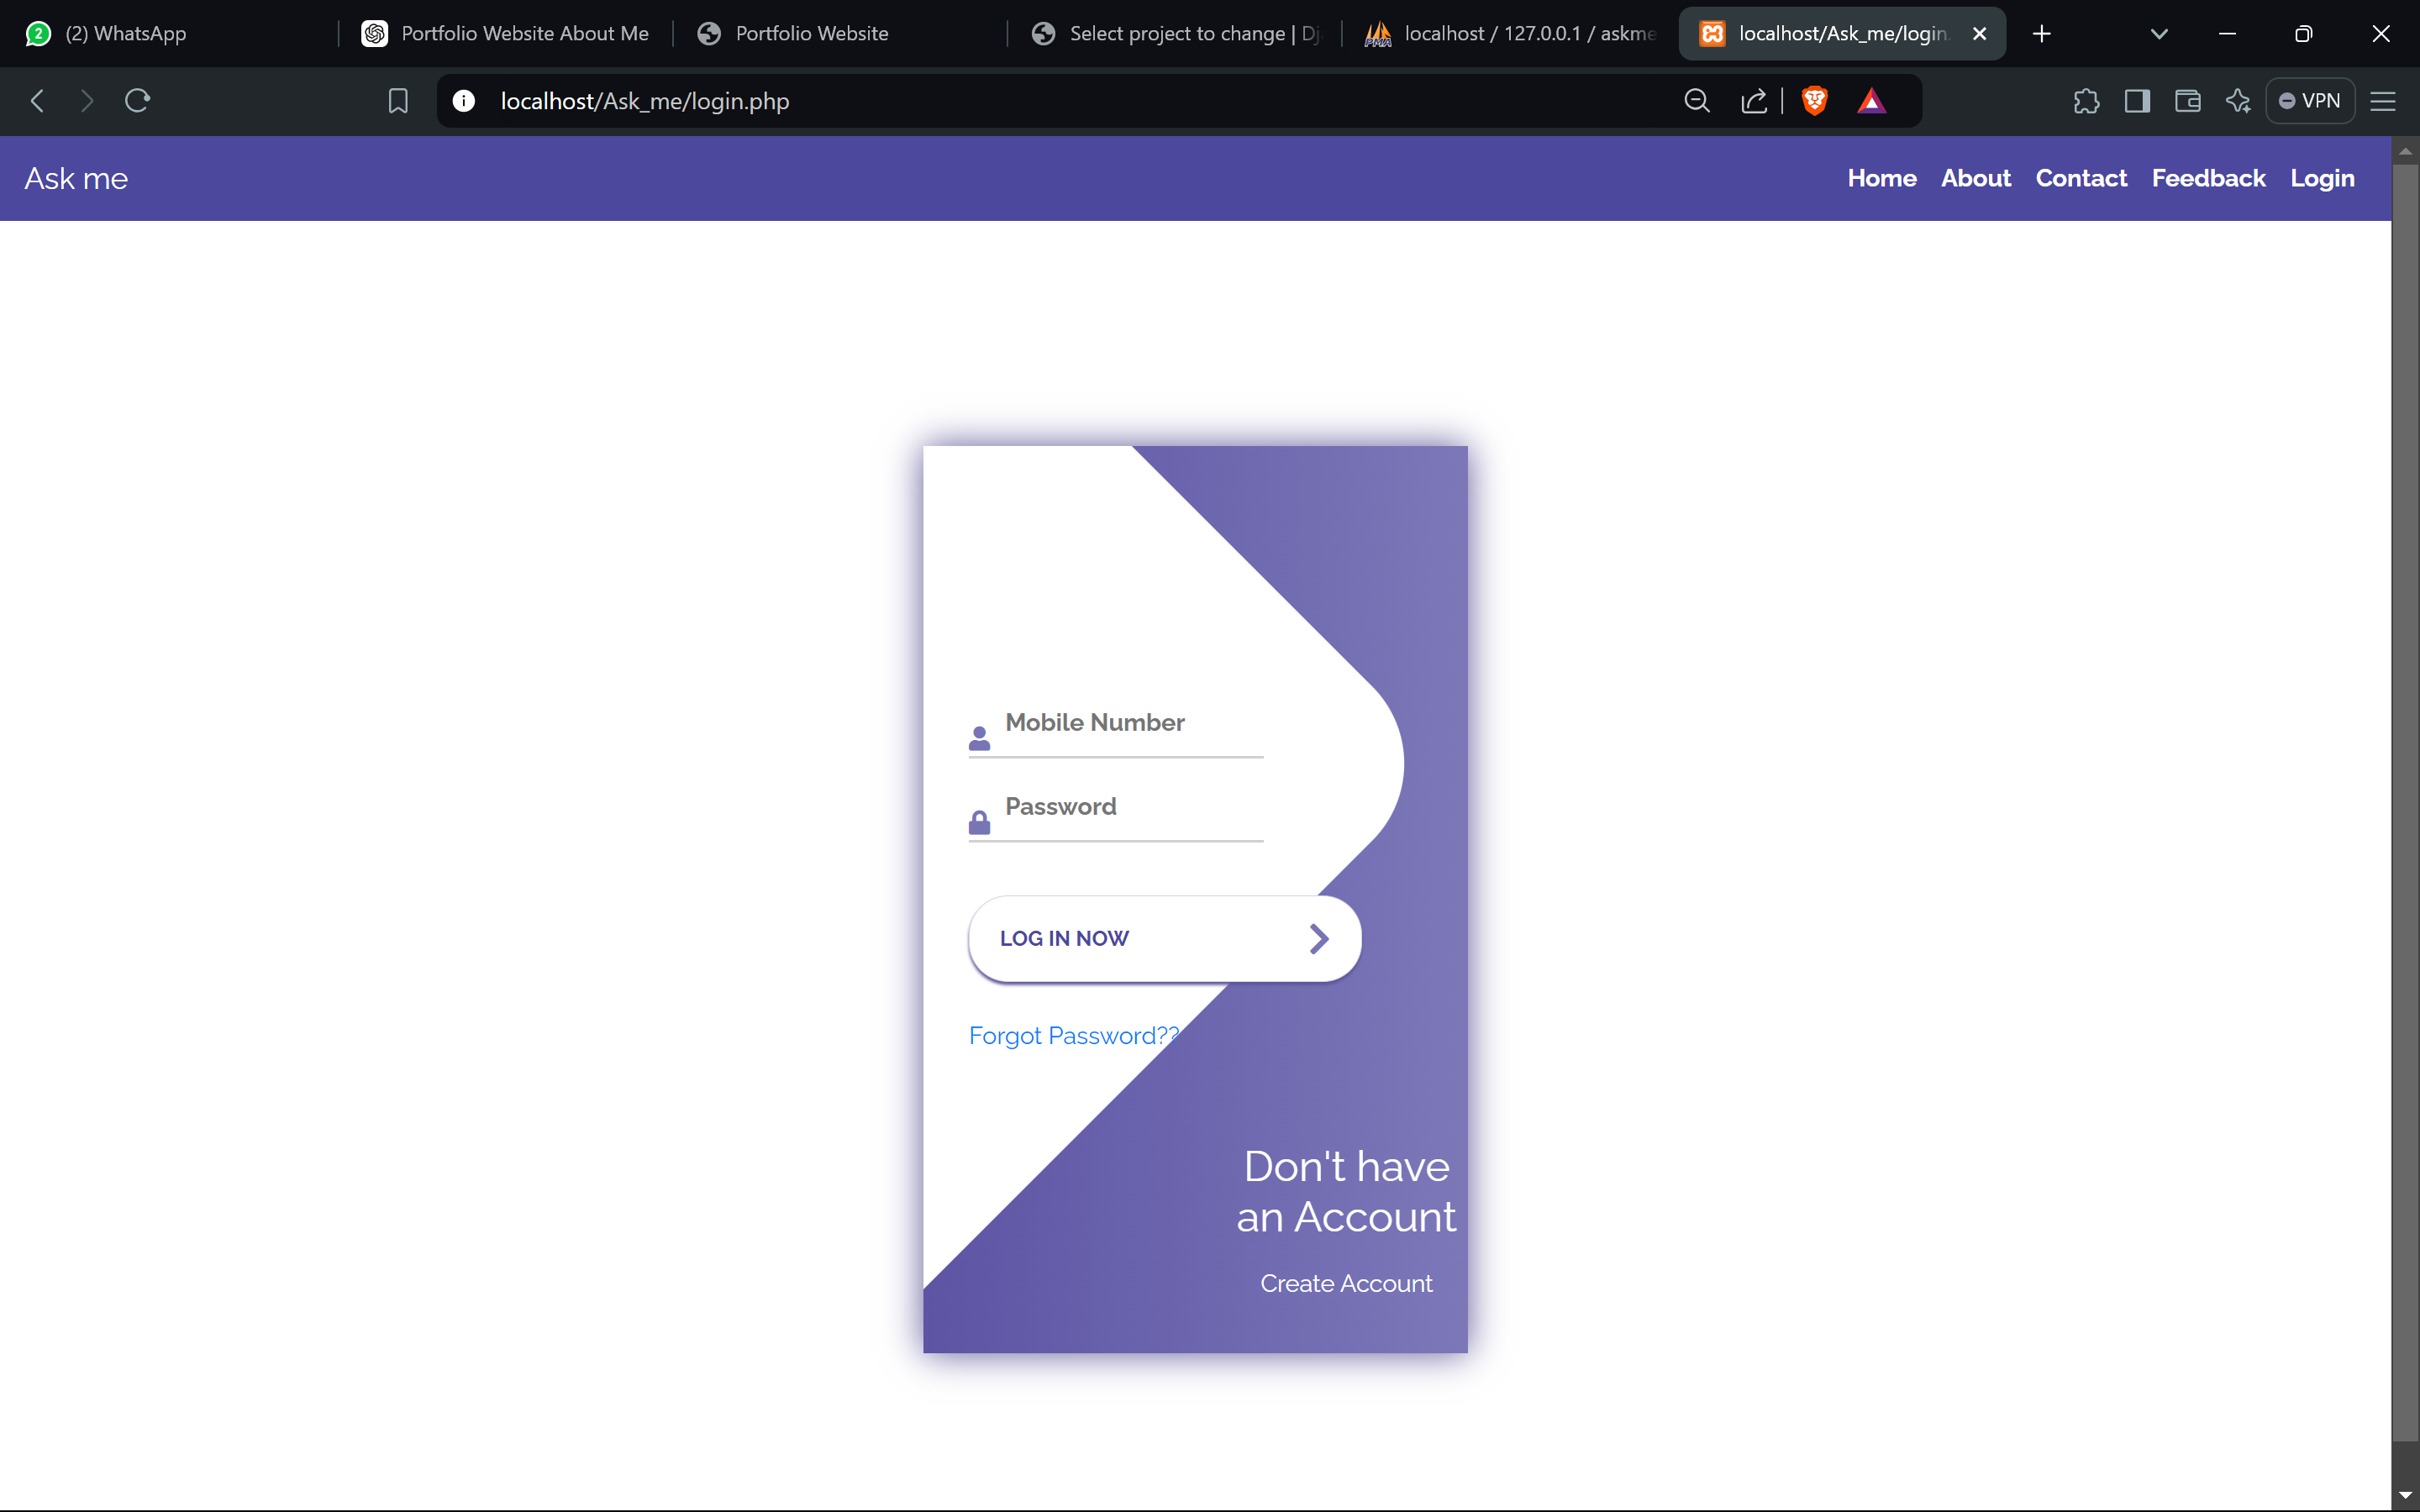 2 (2) WhatsApp
Portfolio Website About Me
Portfolio Website
Select project to change | Dj
localhost / 127.0.0.1 / askme
localhost/Ask_me/login.
localhost/Ask_me/login.php
VPN
Ask me
Home About Contact Feedback Login
Mobile Number
Password
LOG IN NOW
Forgot Password??
Don't have
an Account
Create Account